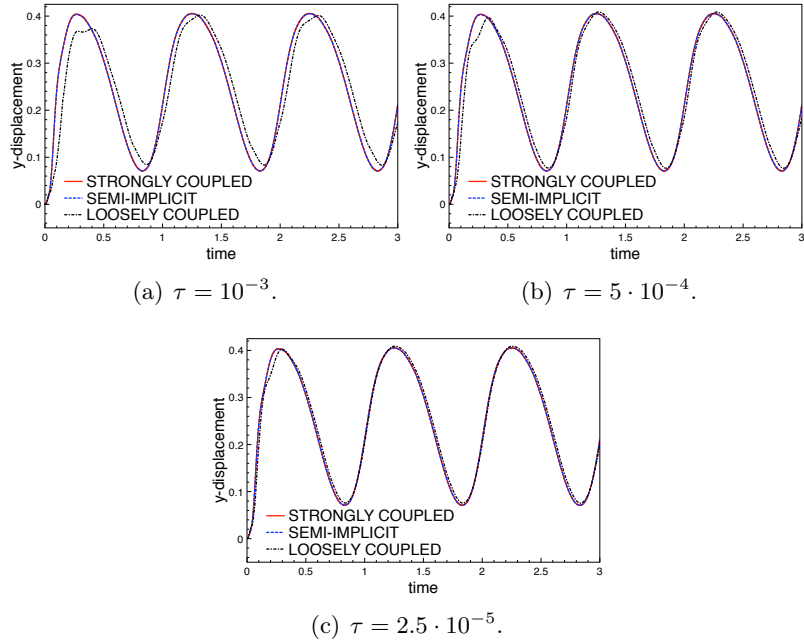 y-displacement
0.4
0.3
0.2
0.1
0
STRONGLY COUPLED
SEMI-IMPLICIT
LOOSELY COUPLED
0 0.5 1 1.5 2 2.5 3
time
(a) τ = 10⁻³.
y-displacement
0.4
0.3
0.2
0.1
0
STRONGLY COUPLED
SEMI-IMPLICIT
LOOSELY COUPLED
0 0.5 1 1.5 2 2.5 3
time
(b) τ = 5 · 10⁻⁴.
y-displacement
0.4
0.3
0.2
0.1
0
STRONGLY COUPLED
SEMI-IMPLICIT
LOOSELY COUPLED
0 0.5 1 1.5 2 2.5 3
time
(c) τ = 2.5 · 10⁻⁵.